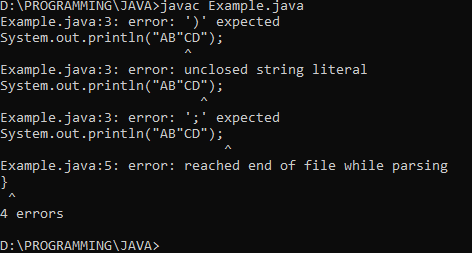 D:\PROGRAMMING\JAVA>javac Example.java
Example.java:3: error: ')' expected
System.out.println("AB"CD");
                       ^
Example.java:3: error: unclosed string literal
System.out.println("AB"CD");
                         ^
Example.java:3: error: ';' expected
System.out.println("AB"CD");
                            ^
Example.java:5: error: reached end of file while parsing
}
 ^
4 errors
D:\PROGRAMMING\JAVA>